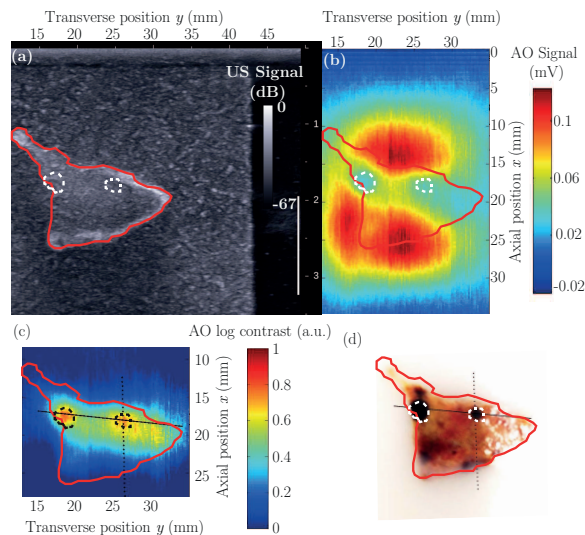 Transverse position y (mm)
Transverse position y (mm)
15 20 25 30 35 40 45
15 20 25 30
(a)
US Signal
(dB)
0
-67
1
2
3
(b)
0
5
10
15
20
25
30
Axial position x (mm)
AO Signal
(mV)
0.1
0.06
0.02
-0.02
(c)
AO log contrast (a.u.)
10
15
20
25
Axial position x (mm)
1
0.8
0.6
0.4
0.2
0
15 20 25 30
Transverse position y (mm)
(d)